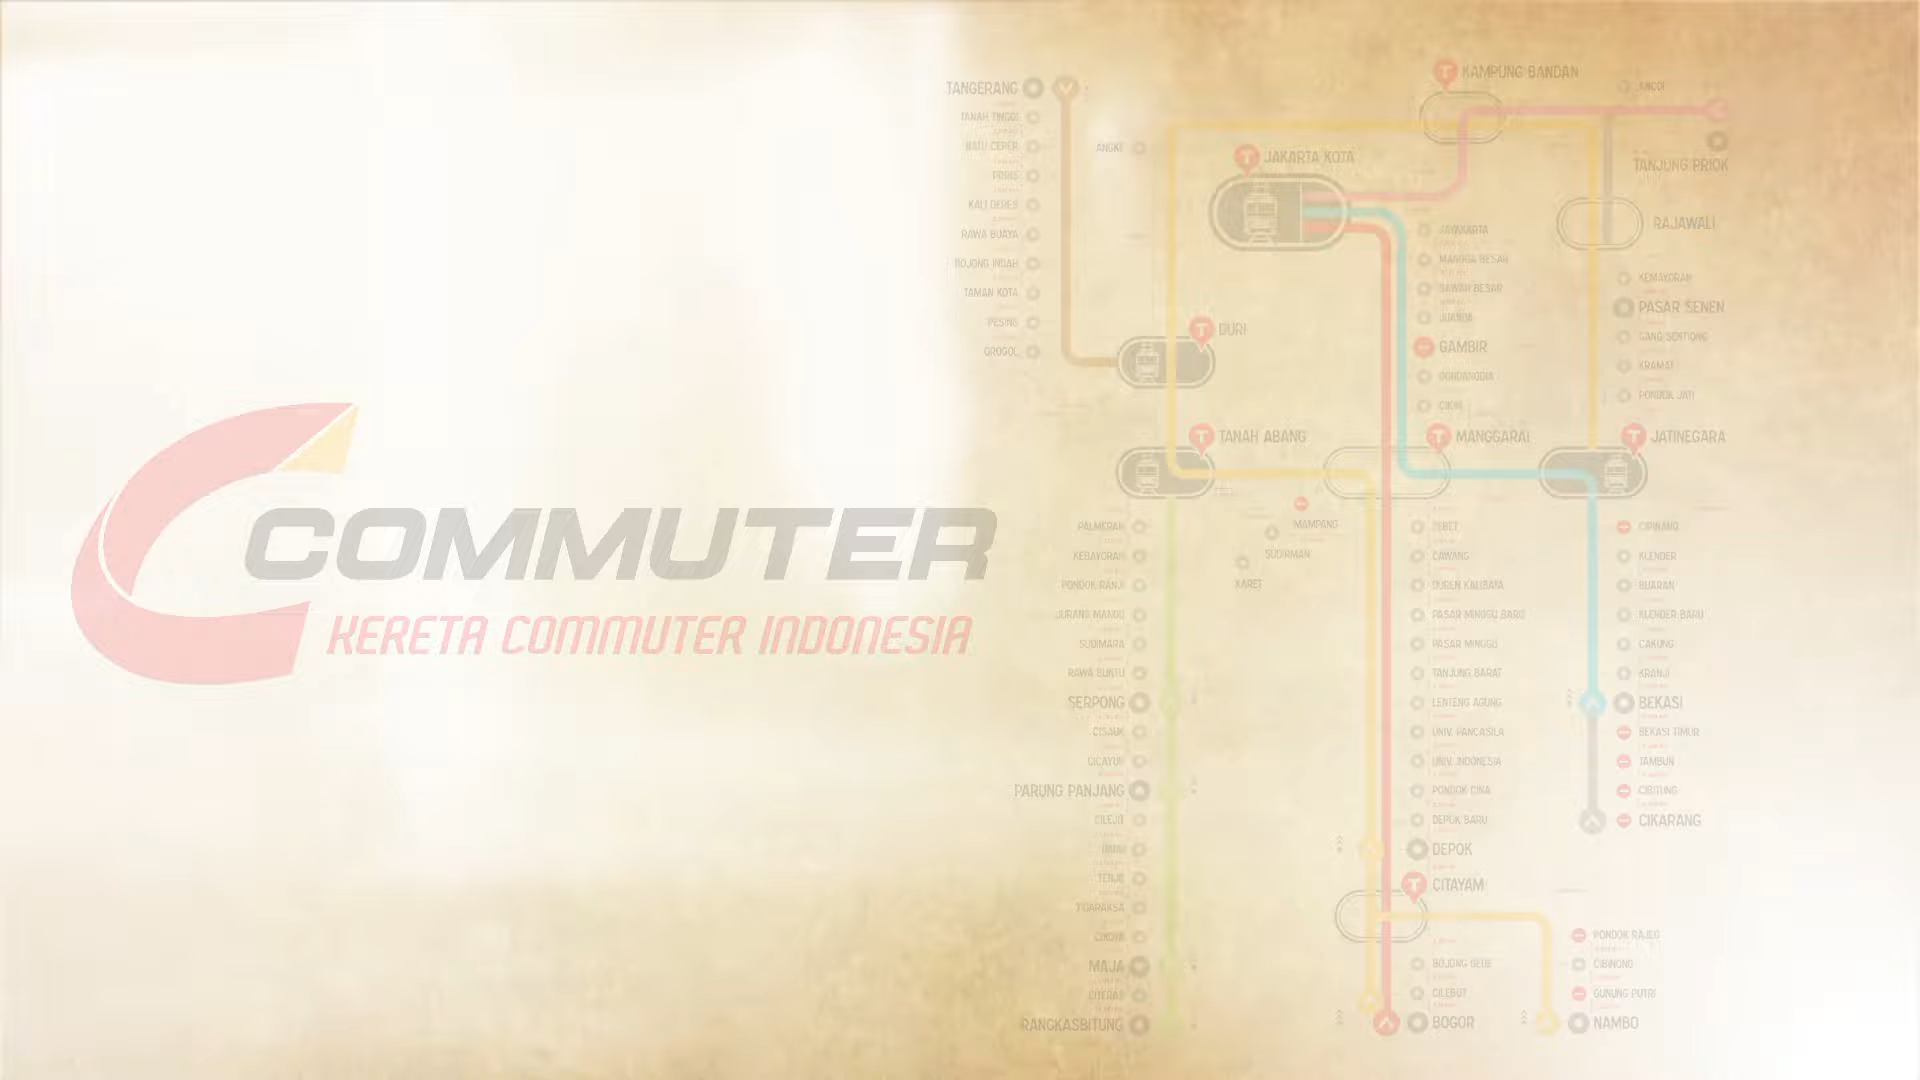 COMMUTER
KERETA COMMUTER INDONESIA
TANGERANG
TANAH TINGGI
BATU CEPER
PORIS
KALI DERES
RAWA BUAYA
BOJONG INDAH
TAMAN KOTA
PESING
GROGOL
ANGKE
DURI
TANAH ABANG
JAKARTA KOTA
KAMPUNG BANDAN
ANCOL
TANJUNG PRIOK
RAJAWALI
KEMAYORAN
PASAR SENEN
GANG SENTIONG
KRAMAT
PONDOK JATI
JATINEGARA
JAYAKARTA
MANGGA BESAR
SAWAH BESAR
JUANDA
GAMBIR
GONDANGDIA
CIKINI
MANGGARAI
MAMPANG
SUDIRMAN
KARET
PALMERAH
KEBAYORAN
PONDOK RANJI
JURANG MANGU
SUDIMARA
RAWA BUNTU
SERPONG
CISAUK
CICAYUR
PARUNG PANJANG
CILEJIT
DARU
TENJO
TIGARAKSA
CIKOYA
MAJA
CITERAS
RANGKASBITUNG
TEBET
CAWANG
DUREN KALIBATA
PASAR MINGGU BARU
PASAR MINGGU
TANJUNG BARAT
LENTENG AGUNG
UNIV. PANCASILA
UNIV. INDONESIA
PONDOK CINA
DEPOK BARU
DEPOK
CITAYAM
BOJONG GEDE
CILEBUT
BOGOR
CIPINANG
KLENDER
BUARAN
KLENDER BARU
CAKUNG
KRANJI
BEKASI
BEKASI TIMUR
TAMBUN
CIBITUNG
CIKARANG
PONDOK RAJEG
CIBINONG
GUNUNG PUTRI
NAMBO